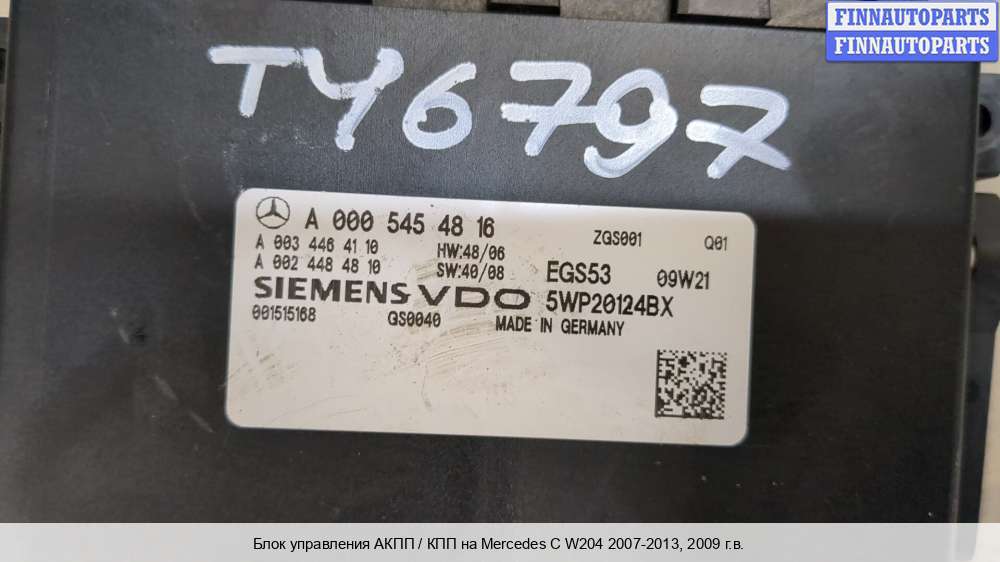 FINNAUTOPARTS
FINNAUTOPARTS
TY6797
A 000 545 48 16
ZGS001 Q01
A 003 446 41 10 HW:48/06
A 002 448 48 10 SW:40/08 EGS53 09W21
SIEMENS VDO 5WP20124BX
001515168 GS0040 MADE IN GERMANY
Блок управления АКПП / КПП на Mercedes C W204 2007-2013, 2009 г.в.